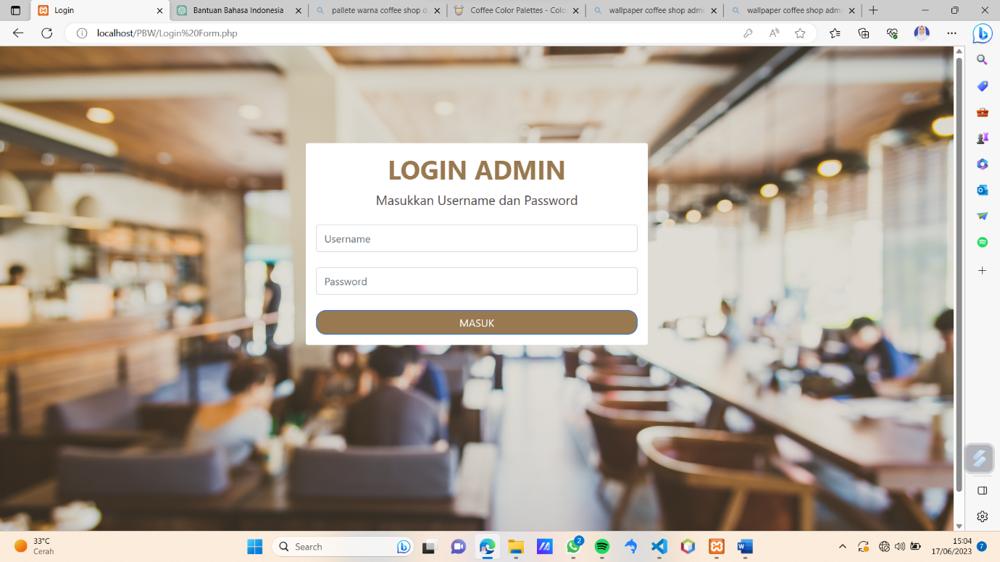 Login
Bantuan Bahasa Indonesia
pallete warna coffee shop d
Coffee Color Palettes - Colo
wallpaper coffee shop admi
wallpaper coffee shop adm
localhost/PBW/Login%20Form.php
LOGIN ADMIN
Masukkan Username dan Password
Username
Password
MASUK
33°C
Cerah
Search
2
15:04
17/06/2023
7